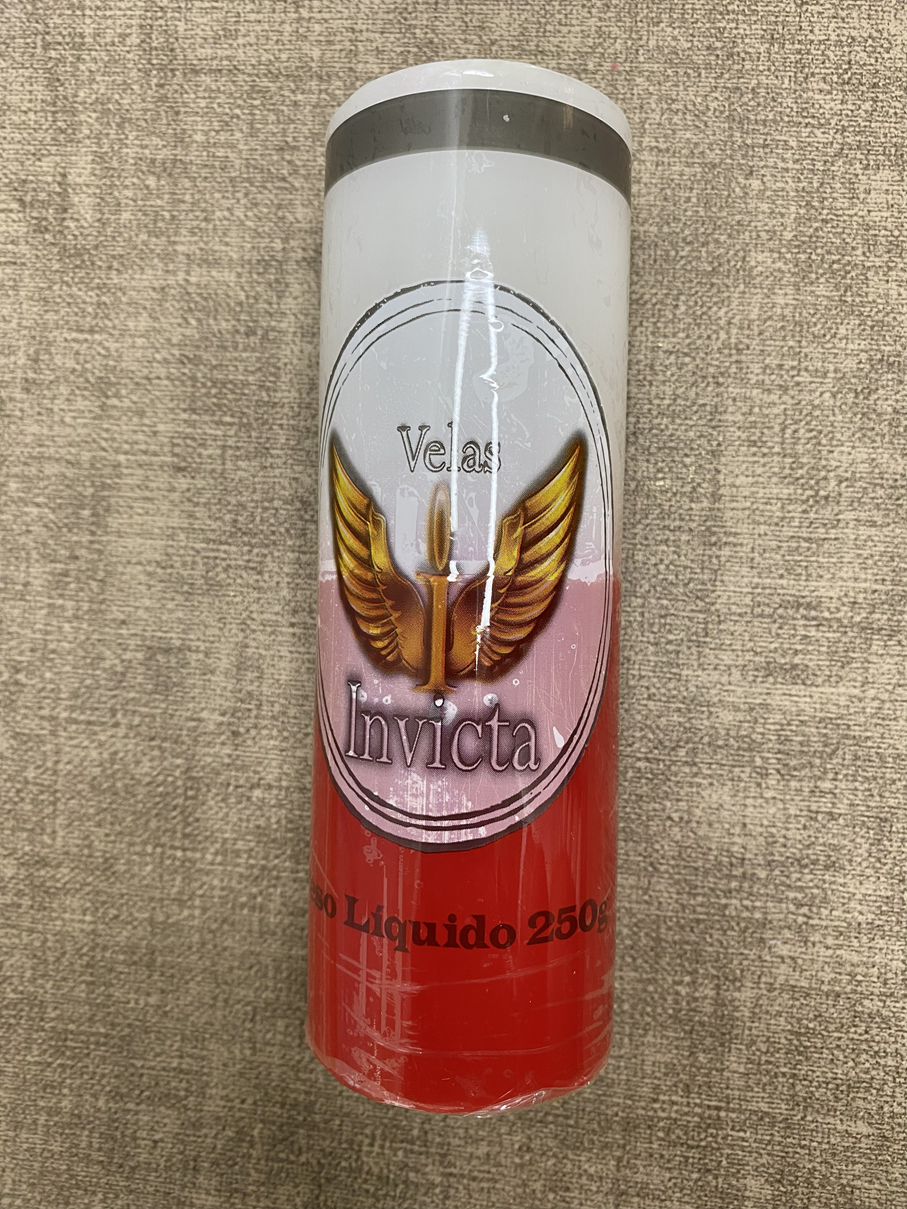 Velas
Invicta
Líquido 250g